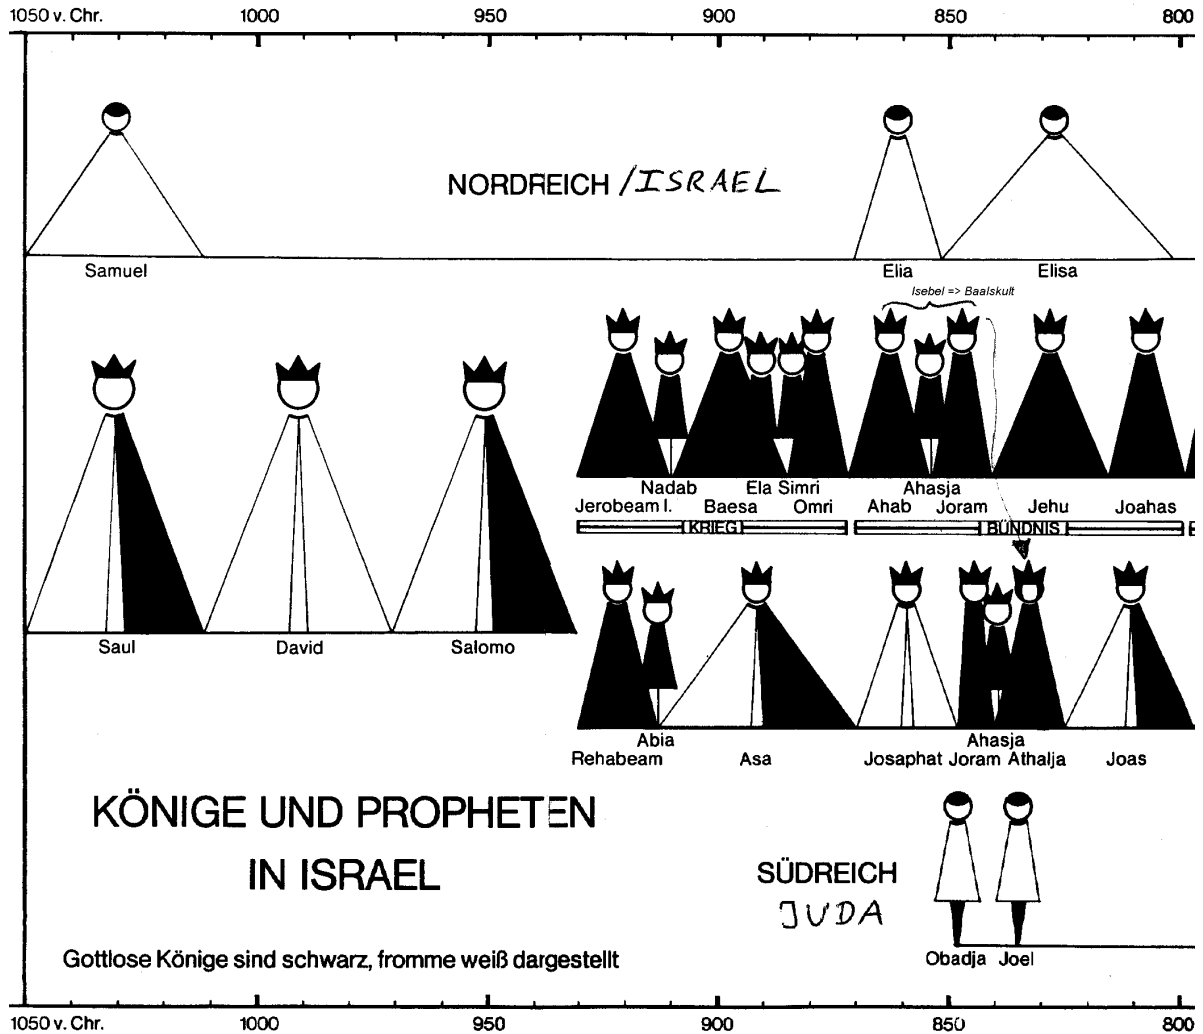 1050 v. Chr. 1000 950 900 850 800
NORDREICH / ISRAEL
Samuel Elia Elisa
Isebel => Baalskult
Nadab Ela Simri Ahasja
Jerobeam I. Baesa Omri Ahab Joram Jehu Joahas
KRIEG BÜNDNIS
Saul David Salomo
Abia Ahasja
Rehabeam Asa Josaphat Joram Athalja Joas
KÖNIGE UND PROPHETEN
IN ISRAEL
SÜDREICH
JUDA
Gottlose Könige sind schwarz, fromme weiß dargestellt
Obadja Joel
1050 v. Chr. 1000 950 900 850 800